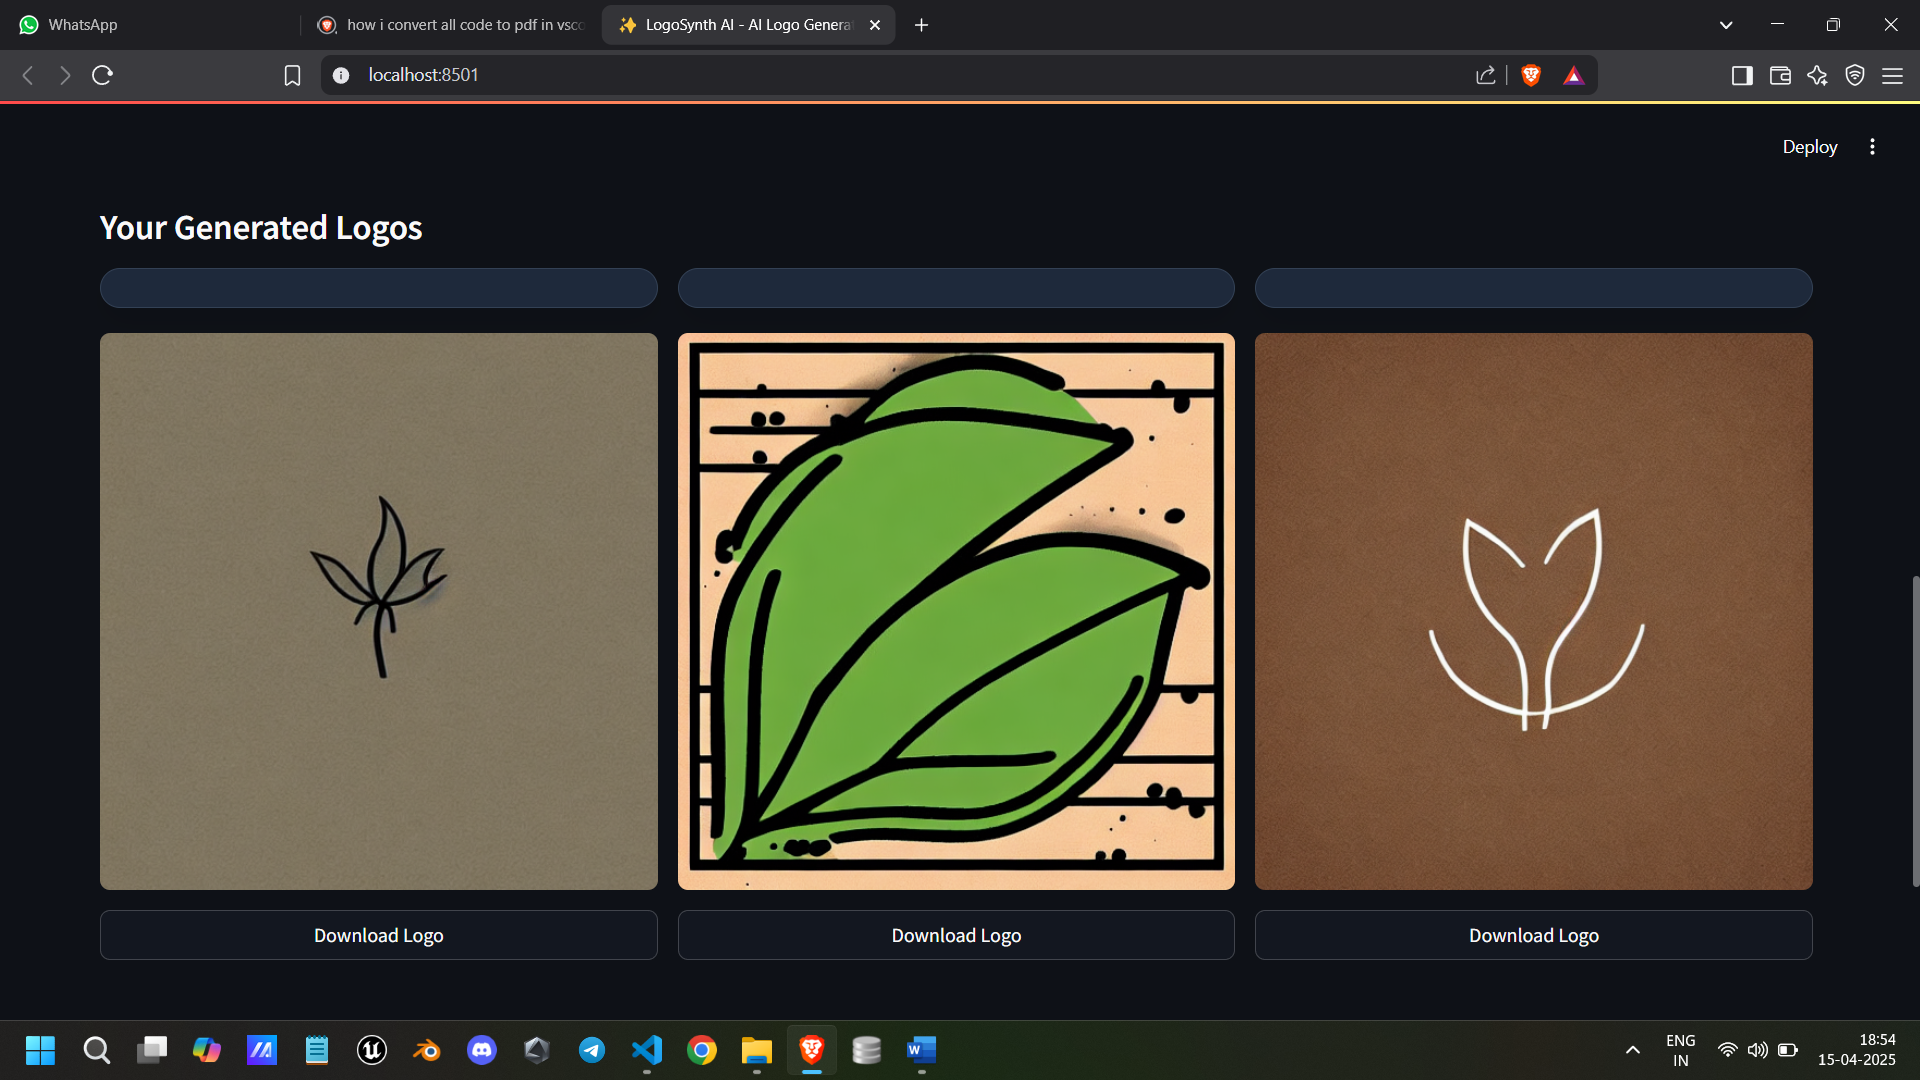 WhatsApp
how i convert all code to pdf in vsco
LogoSynth AI - AI Logo Genera
localhost:8501
Deploy
Your Generated Logos
Download Logo
Download Logo
Download Logo
ENG
IN
18:54
15-04-2025